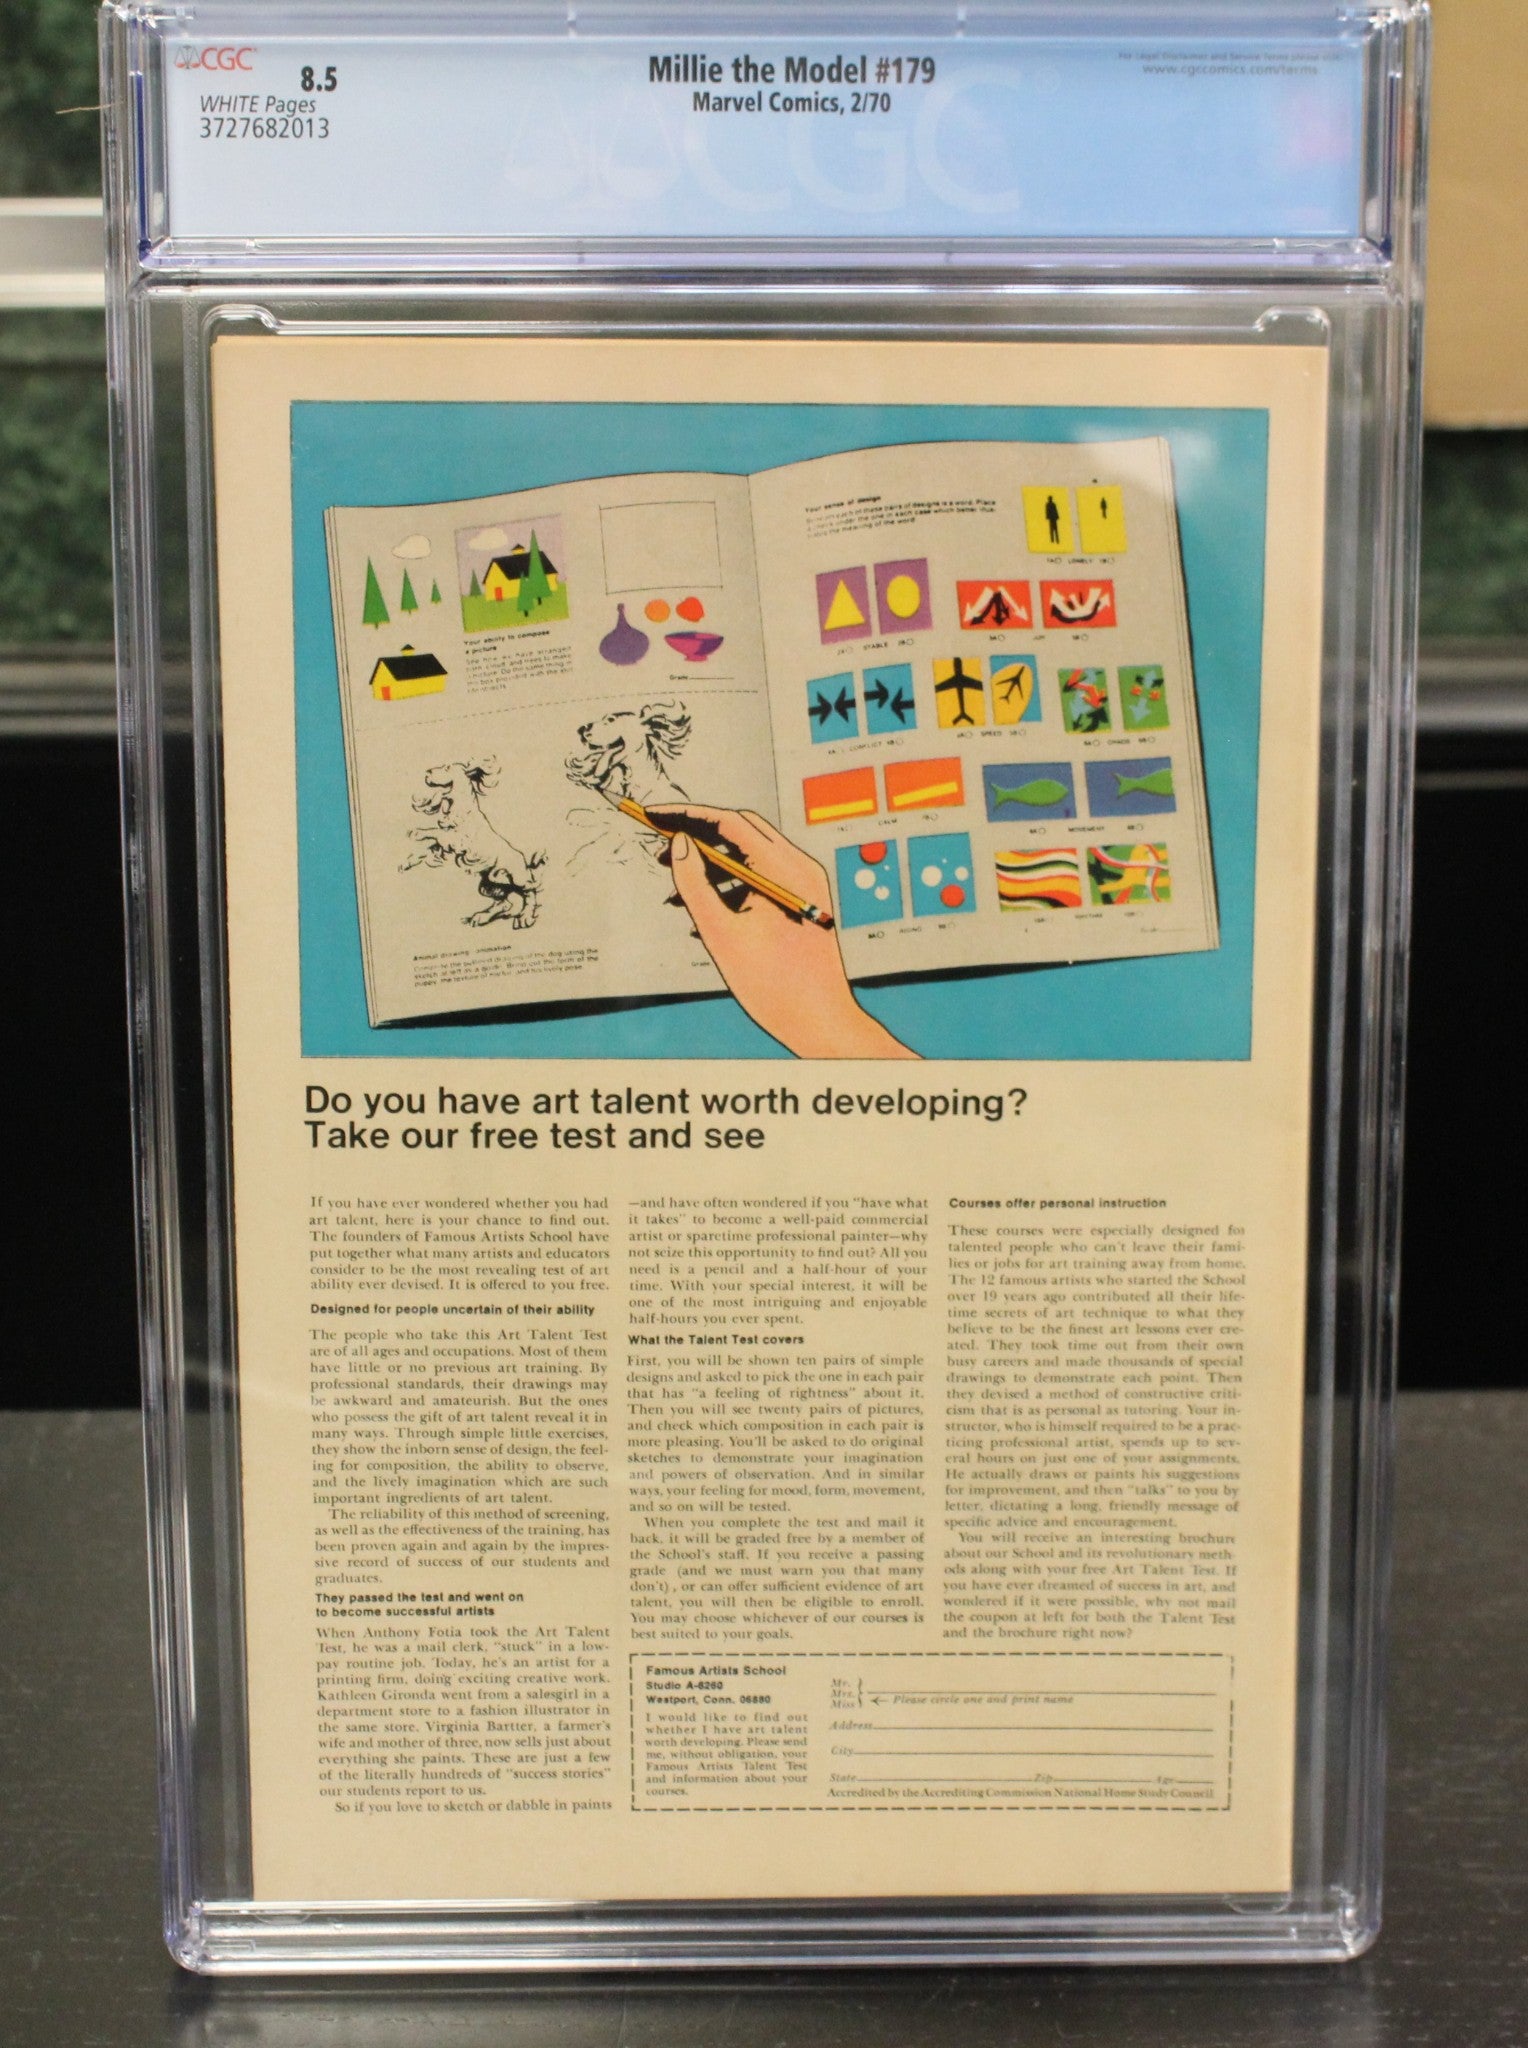 CGC
8.5
WHITE Pages
3727682013
Millie the Model #179
Marvel Comics, 2/70
www.cgccomics.com/terms
CGC
Your ability to compose
a picture
Grade
Animal drawing animation
Grade
Your sense of design
LONELY
STABLE
JOY
CONFLICT
SPEED
CHAOS
CALM
MOVEMENT
RISING
RHYTHM
Do you have art talent worth developing?
Take our free test and see
If you have ever wondered whether you had
art talent, here is your chance to find out.
The founders of Famous Artists School have
put together what many artists and educators
consider to be the most revealing test of art
ability ever devised. It is offered to you free.
Designed for people uncertain of their ability
The people who take this Art Talent Test
are of all ages and occupations. Most of them
have little or no previous art training. By
professional standards, their drawings may
be awkward and amateurish. But the ones
who possess the gift of art talent reveal it in
many ways. Through simple little exercises,
they show the inborn sense of design, the feel-
ing for composition, the ability to observe,
and the lively imagination which are such
important ingredients of art talent.
The reliability of this method of screening,
as well as the effectiveness of the training, has
been proven again and again by the impres-
sive record of success of our students and
graduates.
They passed the test and went on
to become successful artists
When Anthony Fotia took the Art Talent
Test, he was a mail clerk, "stuck" in a low-
pay routine job. Today, he's an artist for a
printing firm, doing exciting creative work.
Kathleen Gironda went from a salesgirl in a
department store to a fashion illustrator in
the same store. Virginia Bartter, a farmer's
wife and mother of three, now sells just about
everything she paints. These are just a few
of the literally hundreds of "success stories"
our students report to us.
So if you love to sketch or dabble in paints
—and have often wondered if you "have what
it takes" to become a well-paid commercial
artist or sparetime professional painter—why
not seize this opportunity to find out? All you
need is a pencil and a half-hour of your
time. With your special interest, it will be
one of the most intriguing and enjoyable
half-hours you ever spent.
What the Talent Test covers
First, you will be shown ten pairs of simple
designs and asked to pick the one in each pair
that has "a feeling of rightness" about it.
Then you will see twenty pairs of pictures,
and check which composition in each pair is
more pleasing. You'll be asked to do original
sketches to demonstrate your imagination
and powers of observation. And in similar
ways, your feeling for mood, form, movement,
and so on will be tested.
When you complete the test and mail it
back, it will be graded free by a member of
the School's staff. If you receive a passing
grade (and we must warn you that many
don't), or can offer sufficient evidence of art
talent, you will then be eligible to enroll.
You may choose whichever of our courses is
best suited to your goals.
Courses offer personal instruction
These courses were especially designed for
talented people who can't leave their fami-
lies or jobs for art training away from home.
The 12 famous artists who started the School
over 19 years ago contributed all their life-
time secrets of art technique to what they
believe to be the finest art lessons ever cre-
ated. They took time out from their own
busy careers and made thousands of special
drawings to demonstrate each point. Then
they devised a method of constructive criti-
cism that is as personal as tutoring. Your in-
structor, who is himself required to be a prac-
ticing professional artist, spends up to sev-
eral hours on just one of your assignments.
He actually draws or paints his suggestions
for improvement, and then "talks" to you by
letter, dictating a long, friendly message of
specific advice and encouragement.
You will receive an interesting brochure
about our School and its revolutionary meth-
ods along with your free Art Talent Test. If
you have ever dreamed of success in art, and
wondered if it were possible, why not mail
the coupon at left for both the Talent Test
and the brochure right now?
Famous Artists School
Studio A-8260
Westport, Conn. 06880
I would like to find out
whether I have art talent
worth developing. Please send
me, without obligation, your
Famous Artists Talent Test
and information about your
courses.
Mr.
Mrs.
Miss
Please circle one and print name
Address
City
State Zip Age
Accredited by the Accrediting Commission National Home Study Council